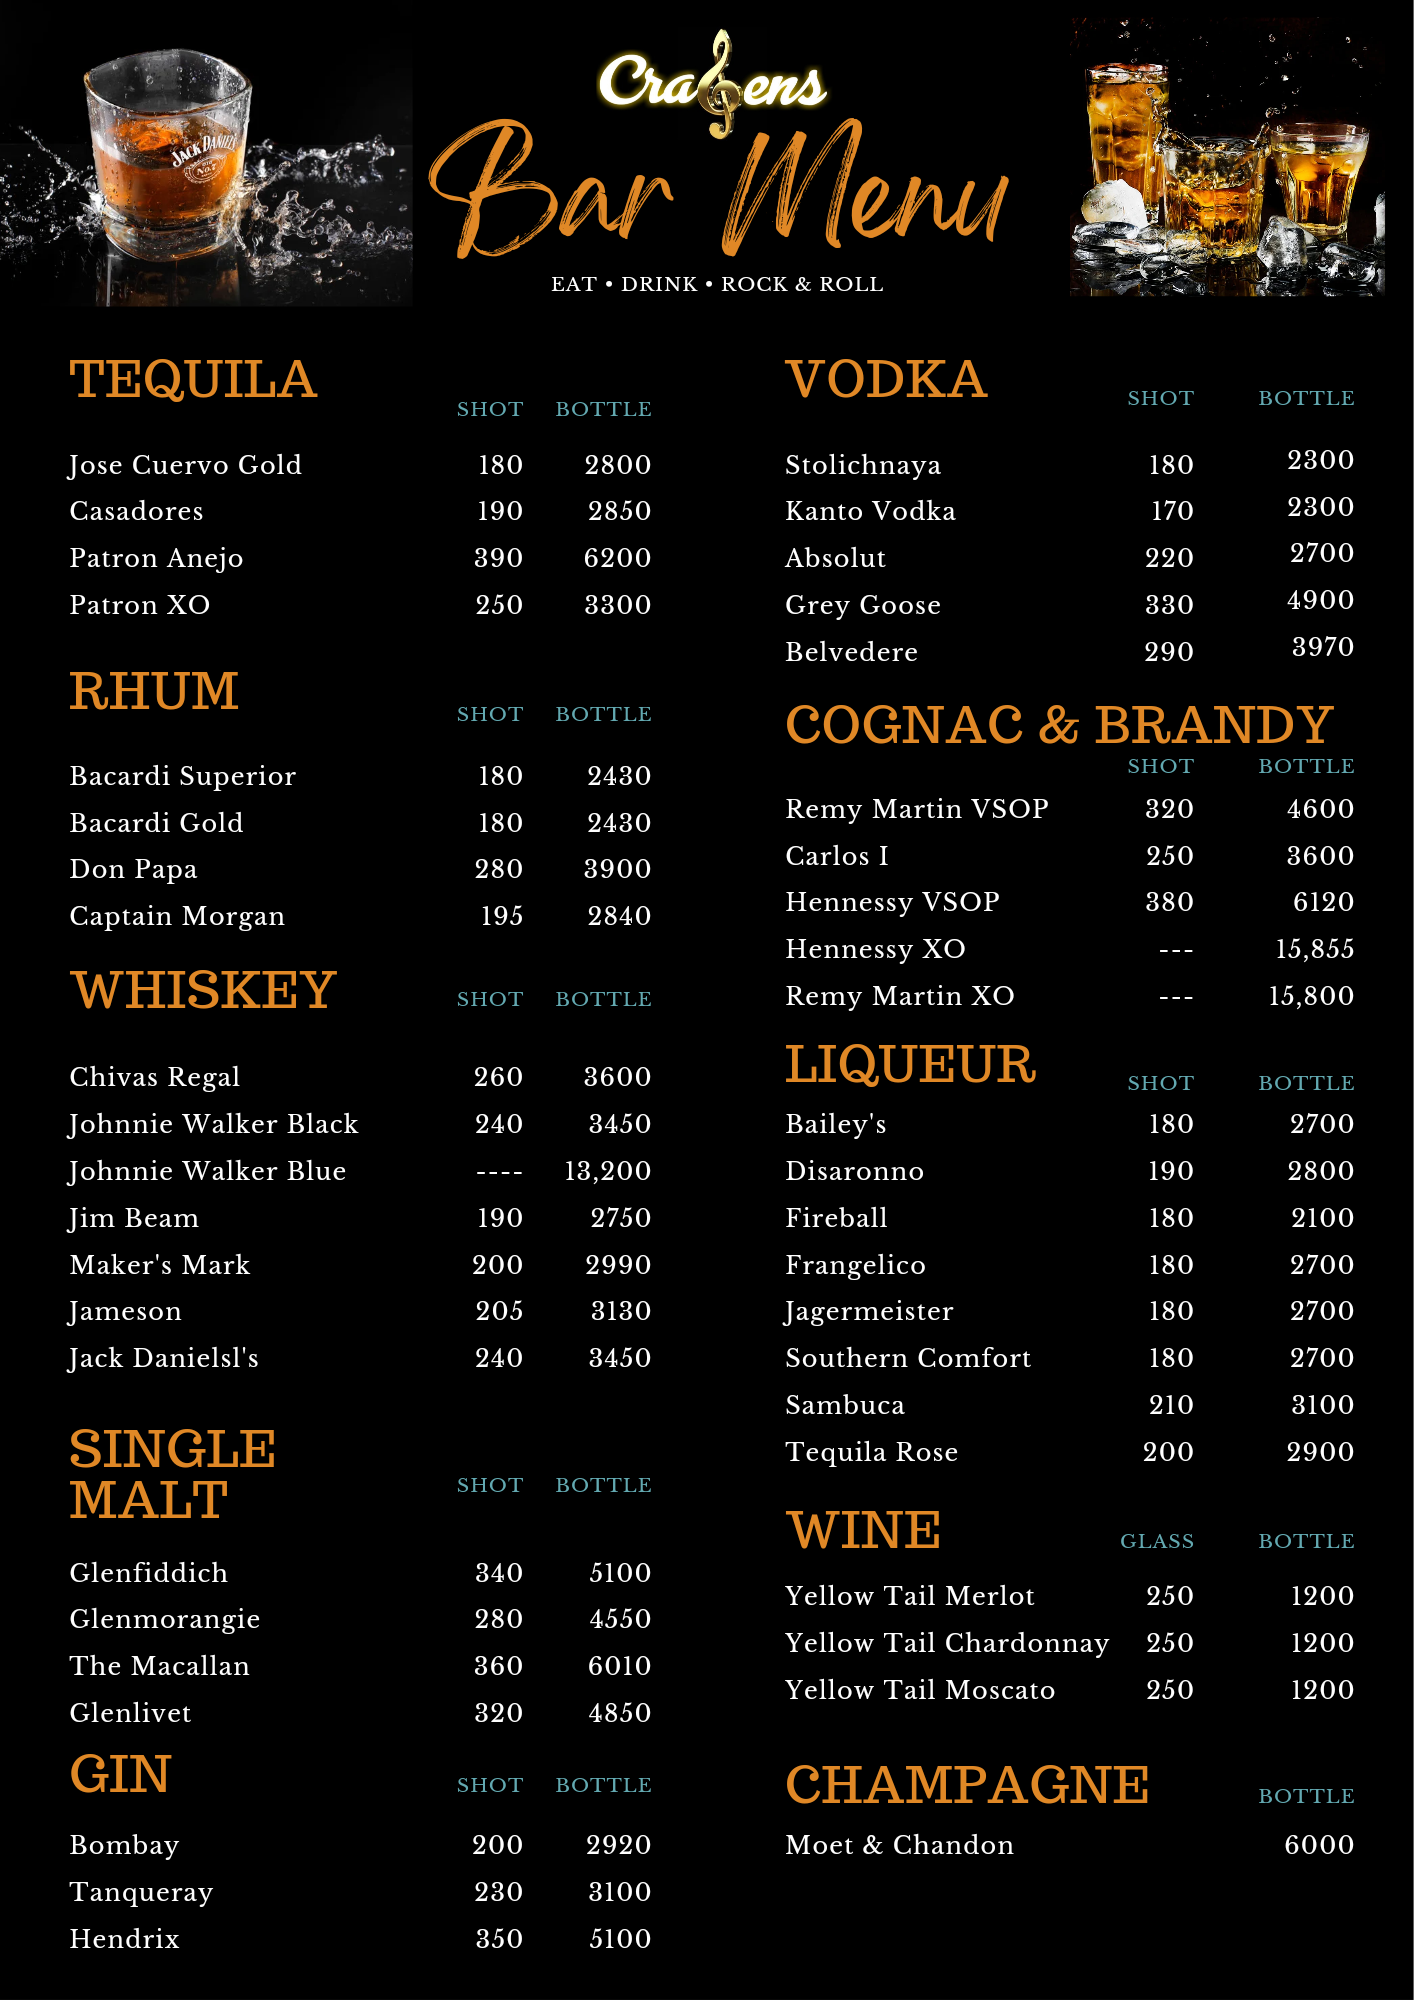 Cragens
Bar Menu
EAT • DRINK • ROCK & ROLL
JACK DANIEL'S
OLD
No.7
TEQUILA
SHOT BOTTLE
Jose Cuervo Gold 180 2800
Casadores 190 2850
Patron Anejo 390 6200
Patron XO 250 3300
RHUM
SHOT BOTTLE
Bacardi Superior 180 2430
Bacardi Gold 180 2430
Don Papa 280 3900
Captain Morgan 195 2840
WHISKEY
SHOT BOTTLE
Chivas Regal 260 3600
Johnnie Walker Black 240 3450
Johnnie Walker Blue ---- 13,200
Jim Beam 190 2750
Maker's Mark 200 2990
Jameson 205 3130
Jack Danielsl's 240 3450
SINGLE
MALT
SHOT BOTTLE
Glenfiddich 340 5100
Glenmorangie 280 4550
The Macallan 360 6010
Glenlivet 320 4850
GIN
SHOT BOTTLE
Bombay 200 2920
Tanqueray 230 3100
Hendrix 350 5100
VODKA
SHOT BOTTLE
Stolichnaya 180 2300
Kanto Vodka 170 2300
Absolut 220 2700
Grey Goose 330 4900
Belvedere 290 3970
COGNAC & BRANDY
SHOT BOTTLE
Remy Martin VSOP 320 4600
Carlos I 250 3600
Hennessy VSOP 380 6120
Hennessy XO --- 15,855
Remy Martin XO --- 15,800
LIQUEUR
SHOT BOTTLE
Bailey's 180 2700
Disaronno 190 2800
Fireball 180 2100
Frangelico 180 2700
Jagermeister 180 2700
Southern Comfort 180 2700
Sambuca 210 3100
Tequila Rose 200 2900
WINE
GLASS BOTTLE
Yellow Tail Merlot 250 1200
Yellow Tail Chardonnay 250 1200
Yellow Tail Moscato 250 1200
CHAMPAGNE
BOTTLE
Moet & Chandon 6000